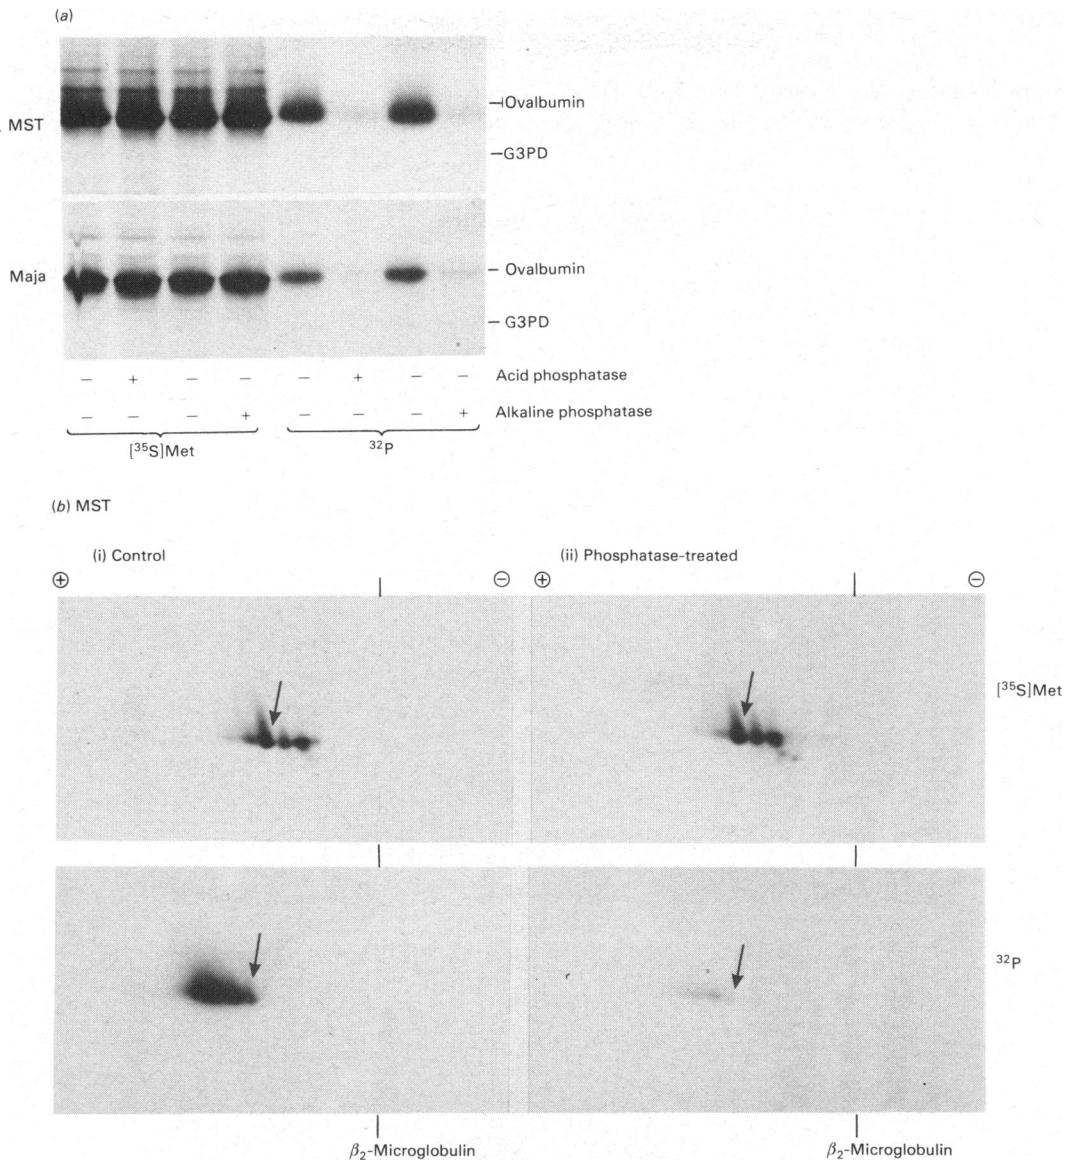 (a)
MST
Ovalbumin
G3PD
Maja
Ovalbumin
G3PD
− + − − − + − − Acid phosphatase
− − − + − − − + Alkaline phosphatase
[³⁵S]Met ³²P
(b) MST
(i) Control (ii) Phosphatase-treated
⊕ ⊖ ⊕ ⊖
[³⁵S]Met
³²P
β₂-Microglobulin β₂-Microglobulin